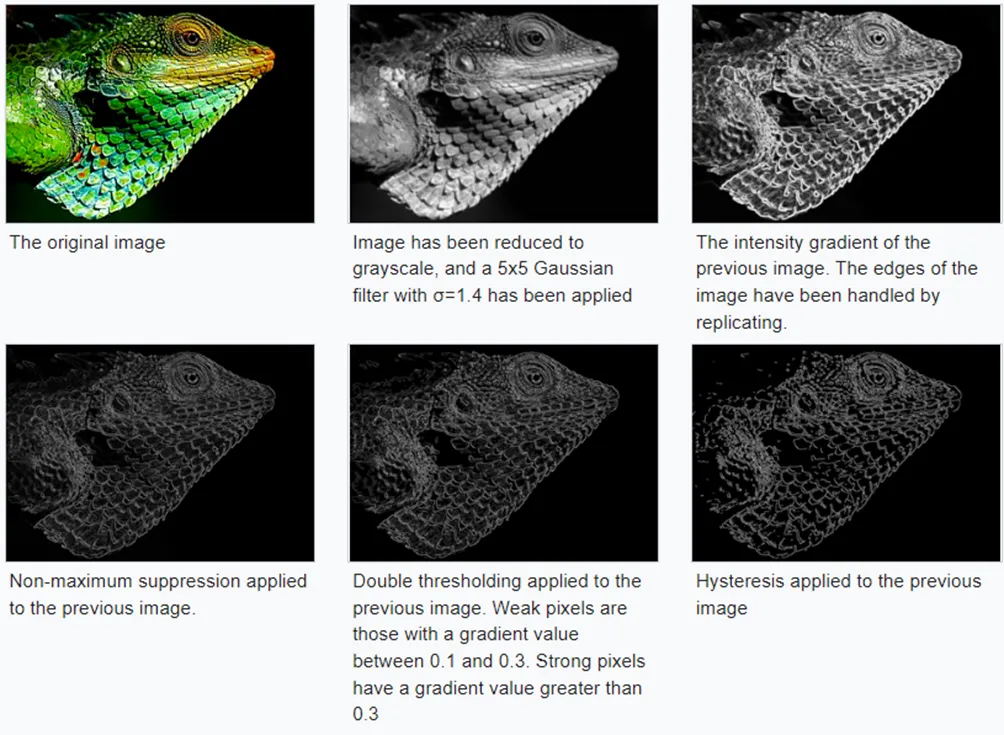 The original image
Image has been reduced to
grayscale, and a 5x5 Gaussian
filter with σ=1.4 has been applied
The intensity gradient of the
previous image. The edges of the
image have been handled by
replicating.
Non-maximum suppression applied
to the previous image.
Double thresholding applied to the
previous image. Weak pixels are
those with a gradient value
between 0.1 and 0.3. Strong pixels
have a gradient value greater than
0.3
Hysteresis applied to the previous
image